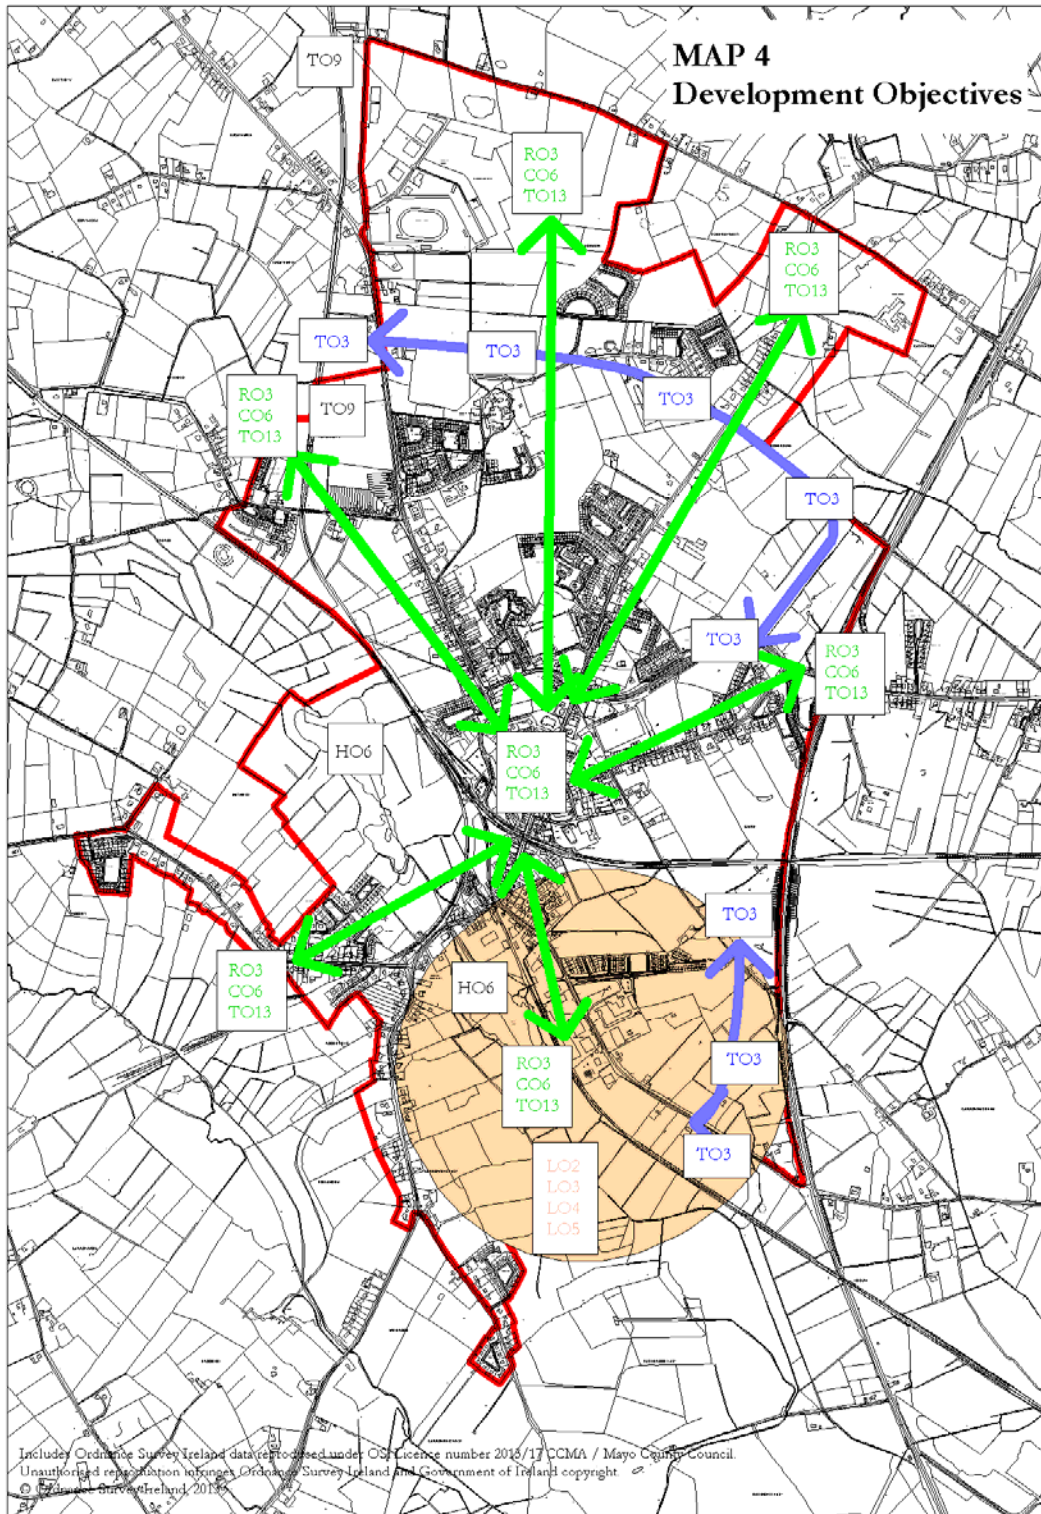 MAP 4
Development Objectives
TO9
RO3
CO6
TO13
RO3
CO6
TO13
TO3
TO3
TO3
RO3
CO6
TO13
TO9
TO3
TO3
RO3
CO6
TO13
HO6
RO3
CO6
TO13
TO3
RO3
CO6
TO13
HO6
TO3
RO3
CO6
TO13
TO3
LO2
LO3
LO4
LO5
Includes Ordnance Survey Ireland data reproduced under OSi Licence number 2013/17 CCMA / Mayo County Council.
Unauthorised reproduction infringes Ordnance Survey Ireland and Government of Ireland copyright.
© Ordnance Survey Ireland, 2013